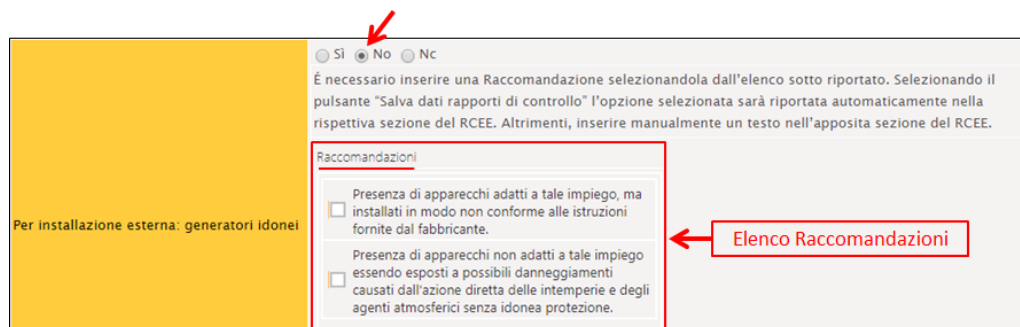 Sì No Nc
É necessario inserire una Raccomandazione selezionandola dall'elenco sotto riportato. Selezionando il
pulsante "Salva dati rapporti di controllo" l'opzione selezionata sarà riportata automaticamente nella
rispettiva sezione del RCEE. Altrimenti, inserire manualmente un testo nell'apposita sezione del RCEE.
Raccomandazioni
Presenza di apparecchi adatti a tale impiego, ma
installati in modo non conforme alle istruzioni
fornite dal fabbricante.
Per installazione esterna: generatori idonei
Elenco Raccomandazioni
Presenza di apparecchi non adatti a tale impiego
essendo esposti a possibili danneggiamenti
causati dall'azione diretta delle intemperie e degli
agenti atmosferici senza idonea protezione.